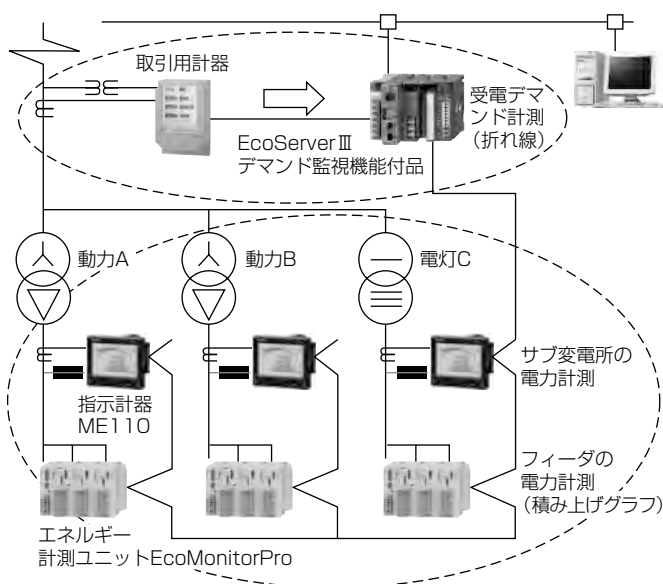 取引用計器
受電デマ
ンド計測
(折れ線)
EcoServerⅢ
デマンド監視機能付品
動力A
動力B
電灯C
指示計器
ME110
サブ変電所の
電力計測
フィーダの
電力計測
(積み上げグラフ)
エネルギー
計測ユニットEcoMonitorPro